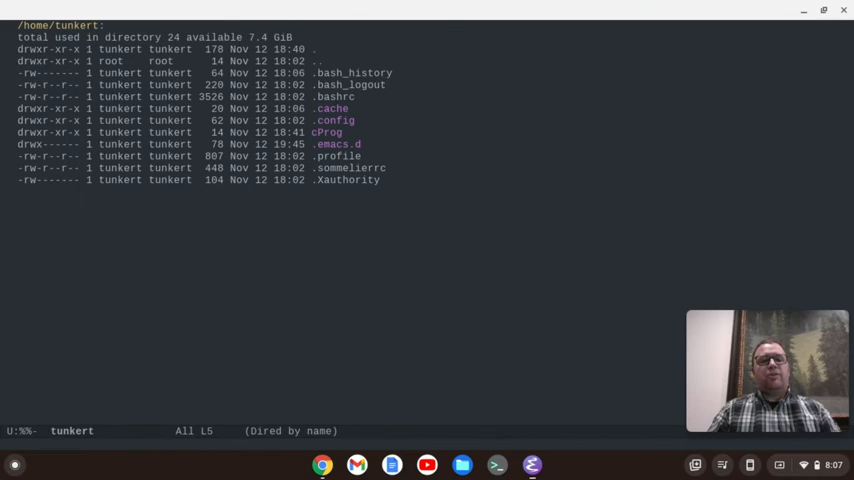 /home/tunkert:
total used in directory 24 available 7.4 GiB
drwxr-xr-x 1 tunkert tunkert  178 Nov 12 18:40 .
drwxr-xr-x 1 root    root      14 Nov 12 18:02 ..
-rw------- 1 tunkert tunkert   64 Nov 12 18:06 .bash_history
-rw-r--r-- 1 tunkert tunkert  220 Nov 12 18:02 .bash_logout
-rw-r--r-- 1 tunkert tunkert 3526 Nov 12 18:02 .bashrc
drwxr-xr-x 1 tunkert tunkert   20 Nov 12 18:06 .cache
drwxr-xr-x 1 tunkert tunkert   62 Nov 12 18:02 .config
drwxr-xr-x 1 tunkert tunkert   14 Nov 12 18:41 cProg
drwx------ 1 tunkert tunkert   78 Nov 12 19:45 .emacs.d
-rw-r--r-- 1 tunkert tunkert  807 Nov 12 18:02 .profile
-rw-r--r-- 1 tunkert tunkert  448 Nov 12 18:02 .sommelierrc
-rw------- 1 tunkert tunkert  104 Nov 12 18:02 .Xauthority
U:%%-  tunkert        All L5     (Dired by name)
8:07